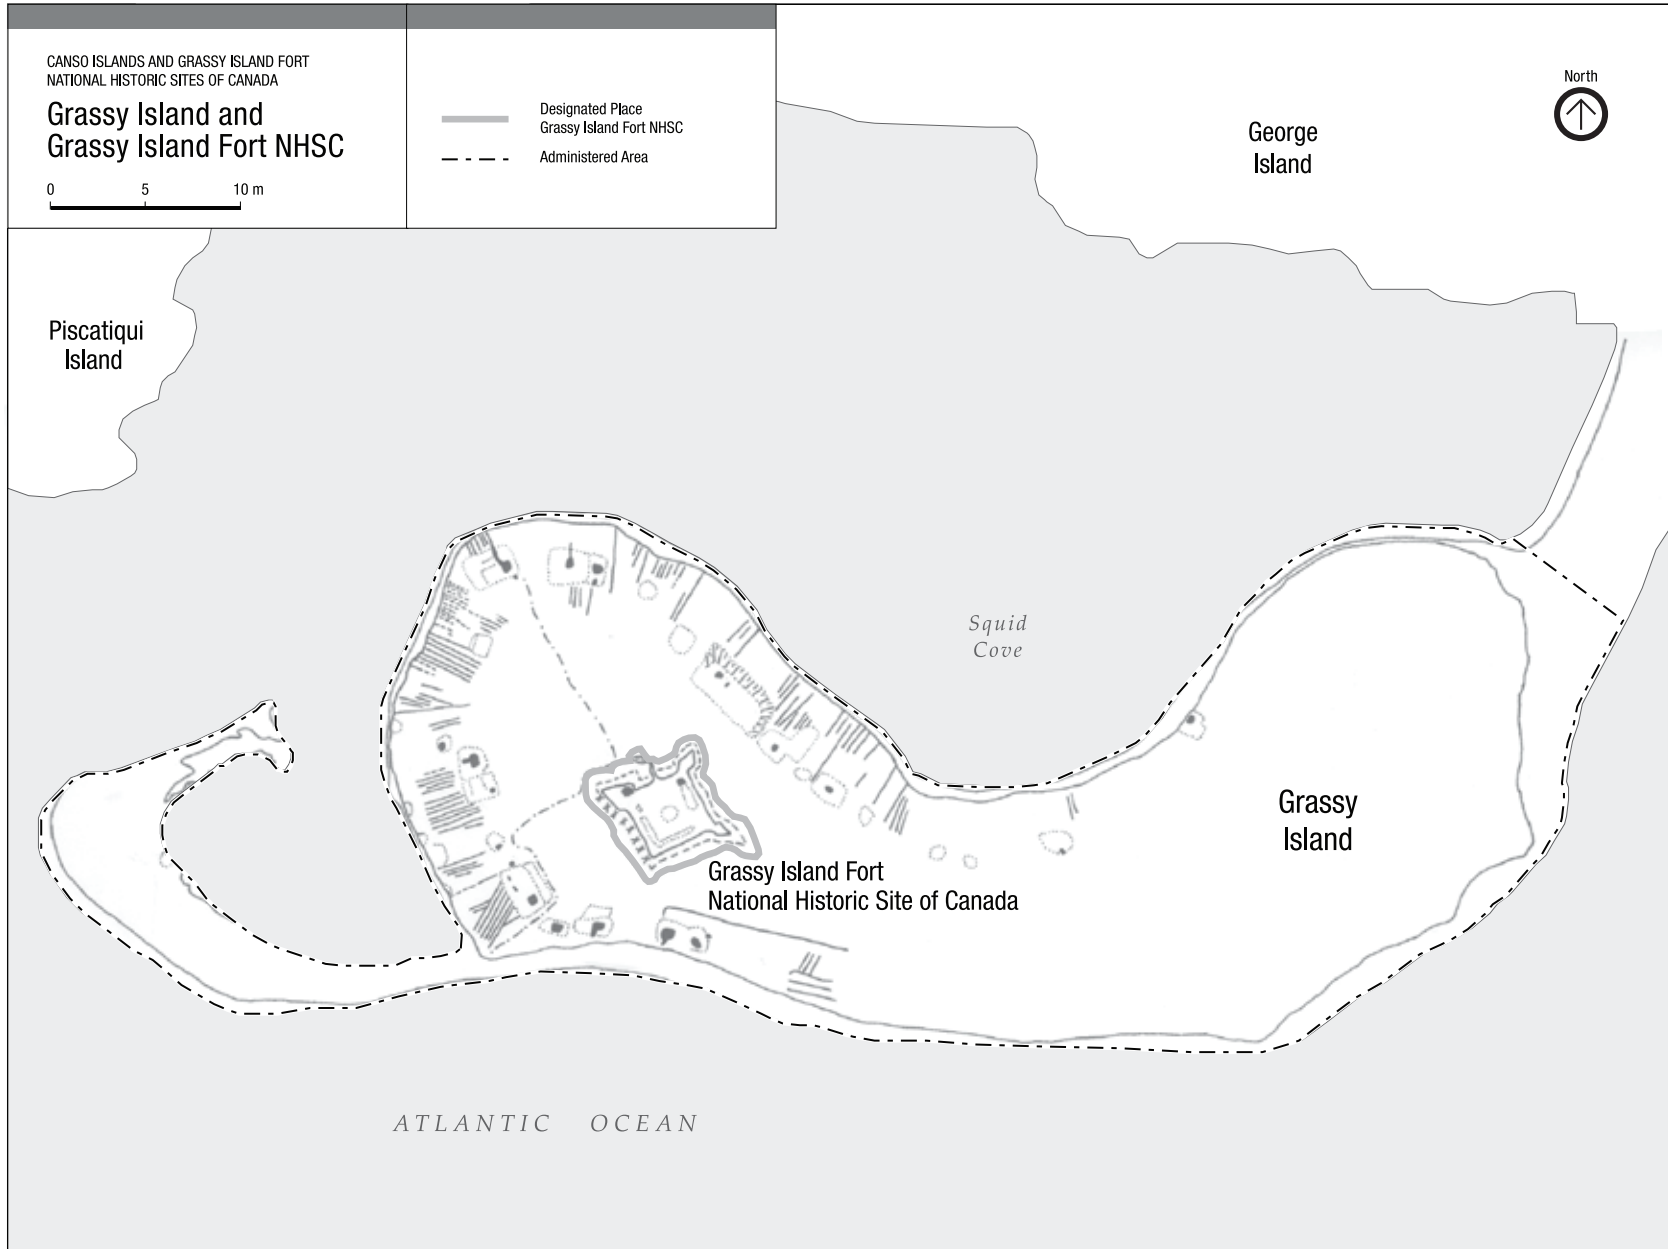 CANSO ISLANDS AND GRASSY ISLAND FORT
NATIONAL HISTORIC SITES OF CANADA
Grassy Island and
Grassy Island Fort NHSC
0 5 10 m
Designated Place
Grassy Island Fort NHSC
Administered Area
North
George
Island
Piscatiqui
Island
Squid
Cove
Grassy
Island
Grassy Island Fort
National Historic Site of Canada
ATLANTIC OCEAN